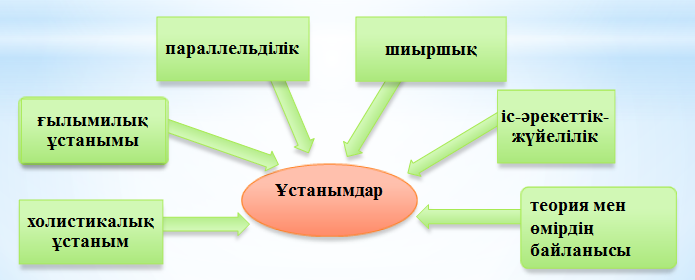 параллельділік
шиыршық
ғылымилық
ұстанымы
іс-әрекеттік-
жүйелілік
Ұстанымдар
холистикалық
ұстаным
теория мен
өмірдің
байланысы